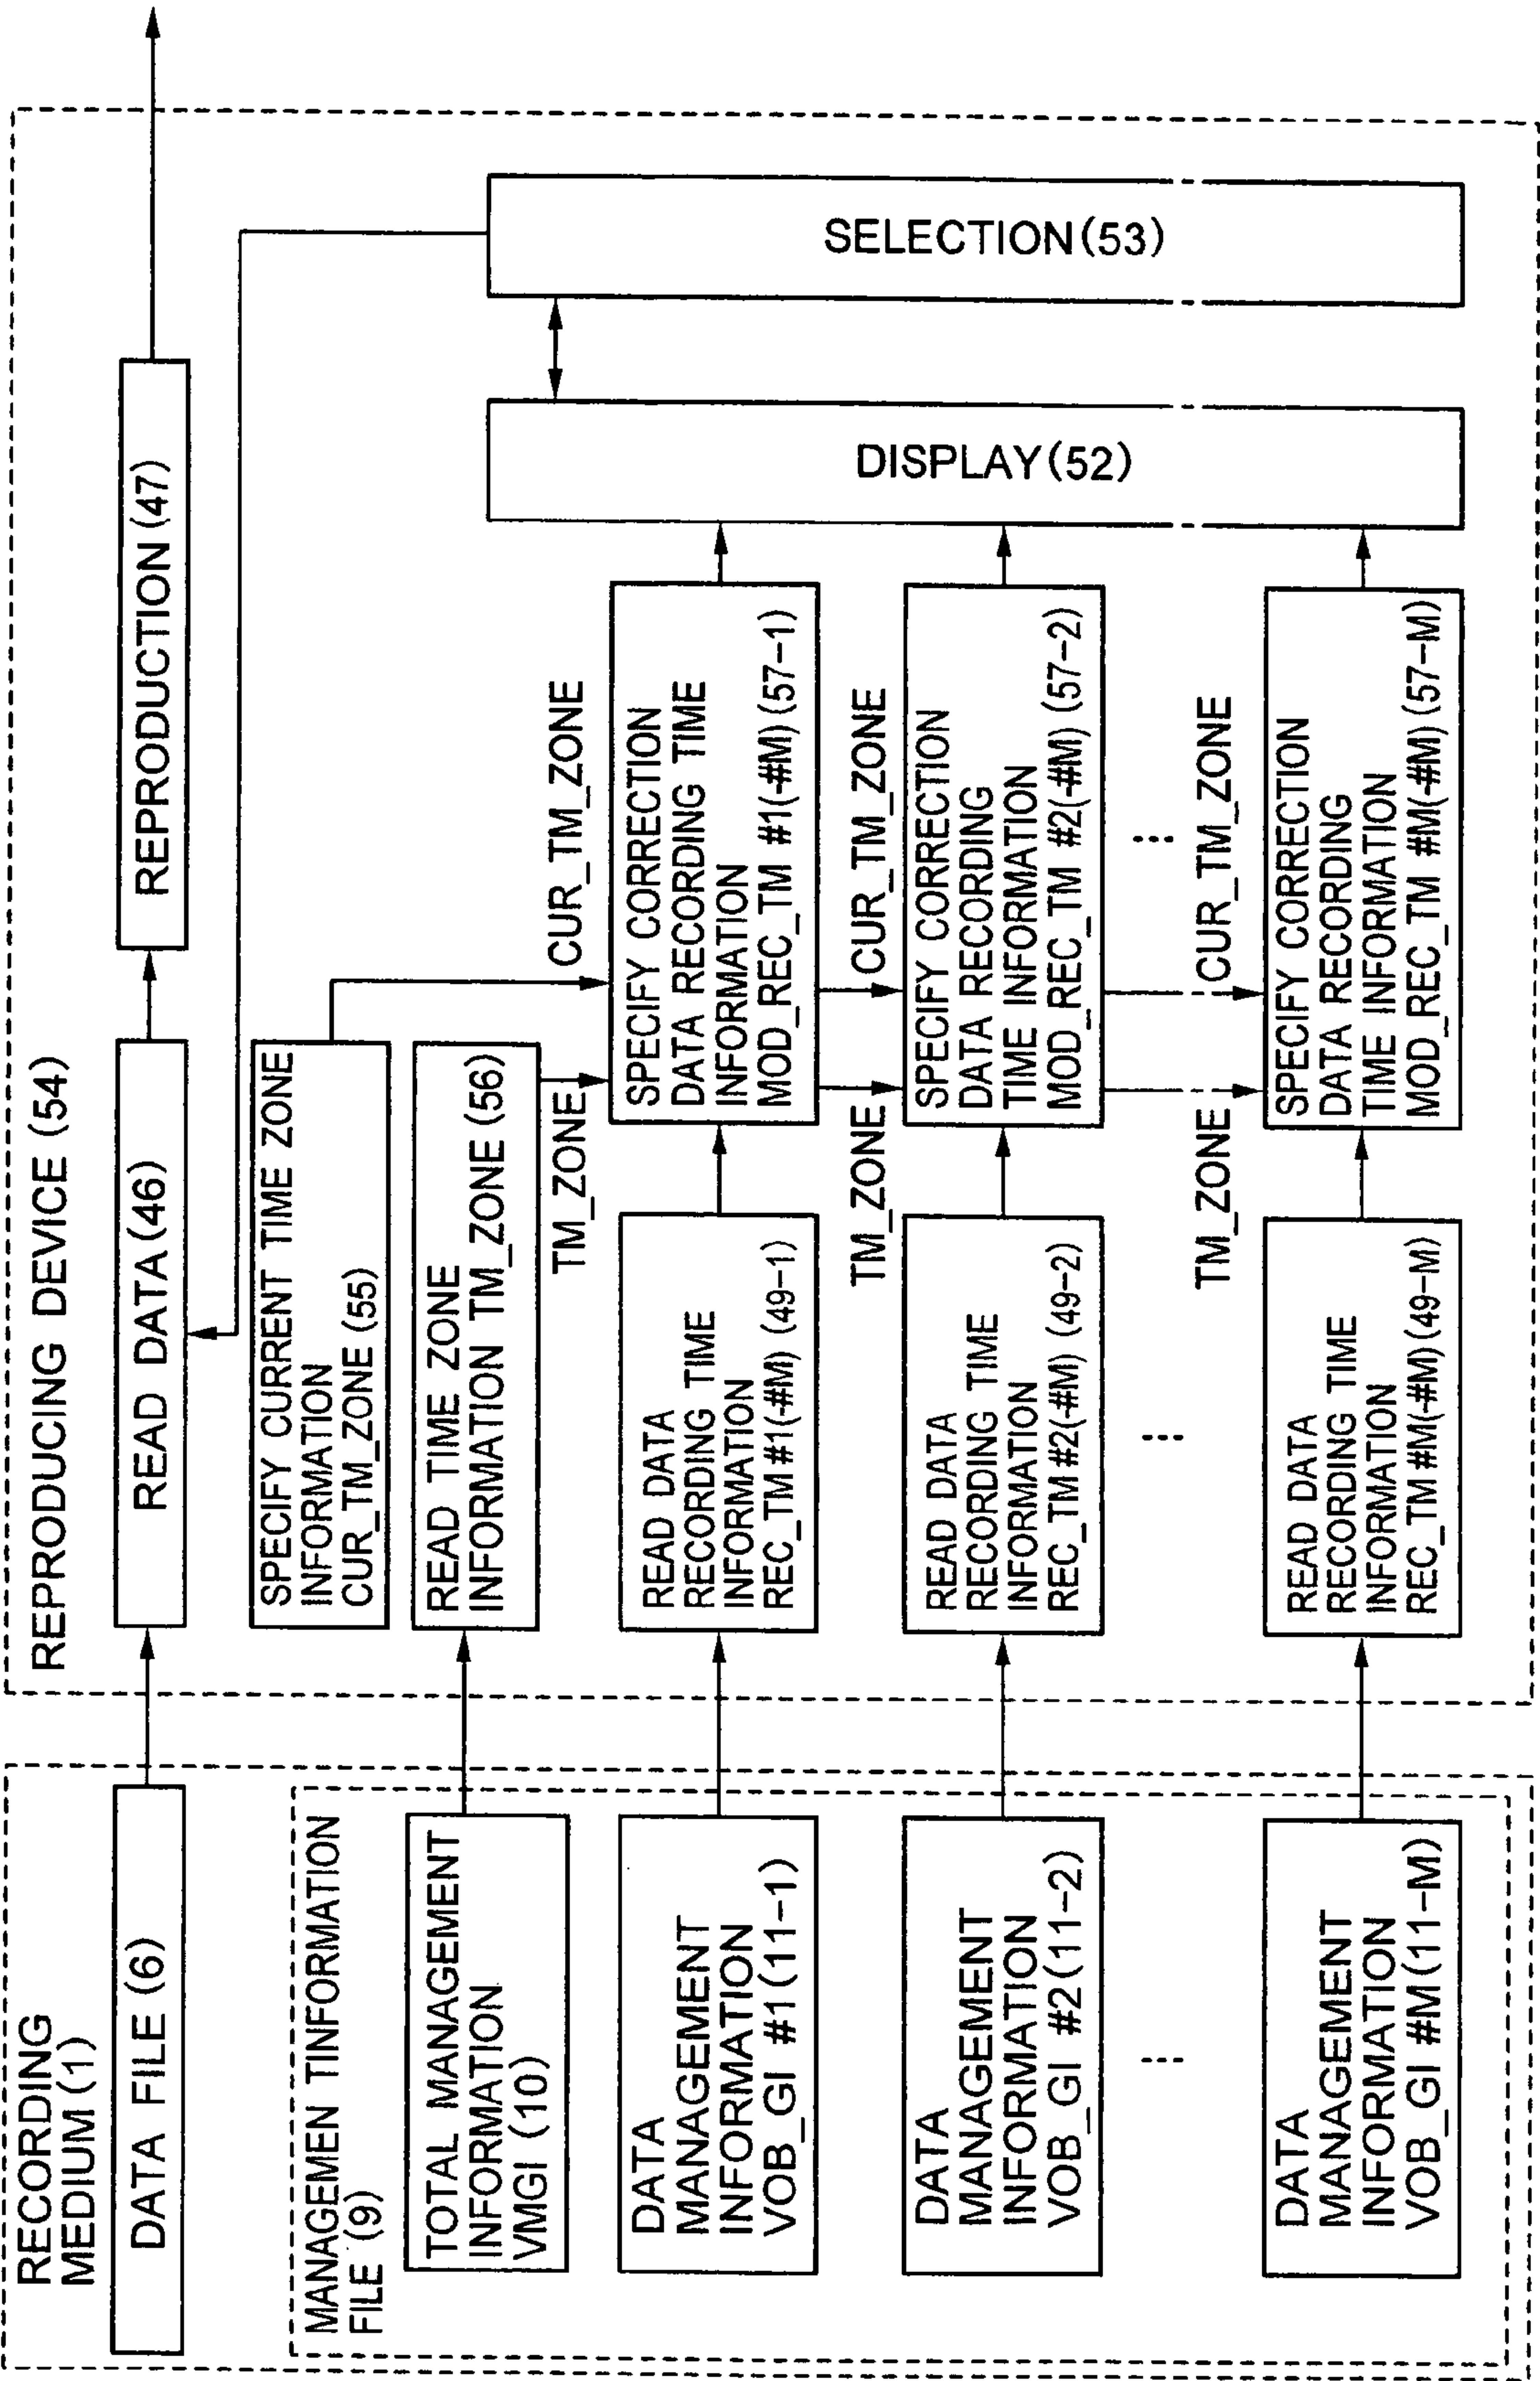 RECORDING
MEDIUM(1)
DATA FILE (6)
MANAGEMEN TINFORMATION
FILE (9)
TOTAL MANAGEMENT
INFORMATION
VMGI (10)
DATA
MANAGEMENT
INFORMATION
VOB_GI #1(11-1)
DATA
MANAGEMENT
INFORMATION
VOB_GI #2(11-2)
...
DATA
MANAGEMENT
INFORMATION
VOB_GI #M(11-M)
REPRODUCING DEVICE (54)
READ DATA(46)
REPRODUCTION (47)
SPECIFY CURRENT TIME ZONE
INFORMATION
CUR_TM_ZONE (55)
READ TIME ZONE
INFORMATION TM_ZONE (56)
TM_ZONE
CUR_TM_ZONE
READ DATA
RECORDING TIME
INFORMATION
REC_TM #1(-#M) (49-1)
SPECIFY CORRECTION
DATA RECORDING TIME
INFORMATION
MOD_REC_TM #1(-#M) (57-1)
TM_ZONE
CUR_TM_ZONE
READ DATA
RECORDING TIME
INFORMATION
REC_TM #2(-#M) (49-2)
SPECIFY CORRECTION
DATA RECORDING
TIME INFORMATION
MOD_REC_TM #2(-#M) (57-2)
...
...
TM_ZONE
CUR_TM_ZONE
READ DATA
RECORDING TIME
INFORMATION
REC_TM #M(-#M) (49-M)
SPECIFY CORRECTION
DATA RECORDING
TIME INFORMATION
MOD_REC_TM #M(-#M) (57-M)
DISPLAY(52)
SELECTION(53)